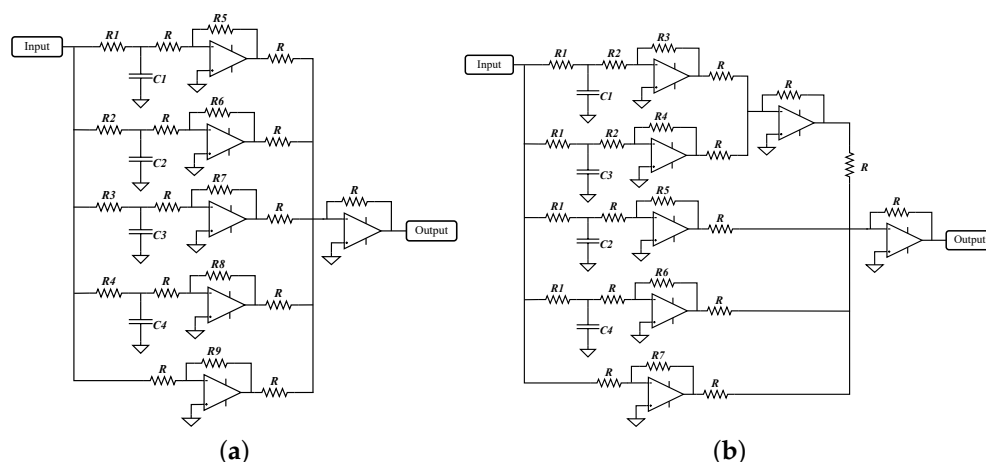 R5
R1 R R
Input
C1
R6
R2 R R
C2
R7
R3 R R R
C3
Output
R8
R4 R R
C4
R9
R R
(a)
R3
R1 R2 R
Input
R
C1
R4
R1 R2 R
C3
R
R5
R1 R R R
C2
Output
R6
R1 R R
C4
R7
R R
(b)